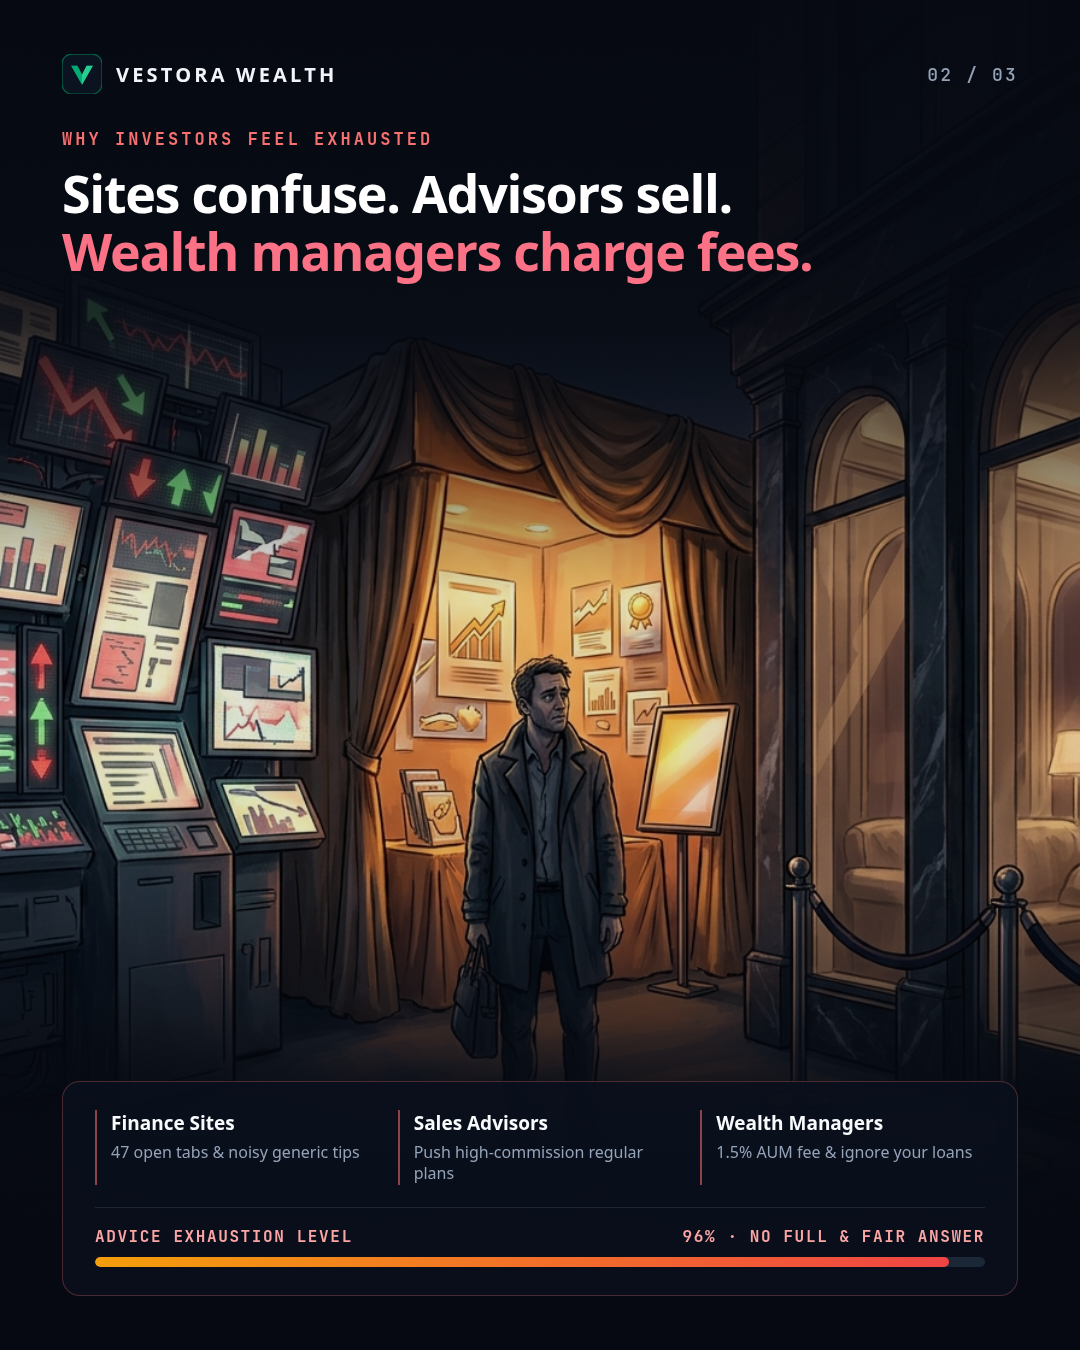 VESTORA WEALTH
02 / 03
WHY INVESTORS FEEL EXHAUSTED
Sites confuse. Advisors sell.
Wealth managers charge fees.
Finance Sites
47 open tabs & noisy generic tips
Sales Advisors
Push high-commission regular
plans
Wealth Managers
1.5% AUM fee & ignore your loans
ADVICE EXHAUSTION LEVEL
96% · NO FULL & FAIR ANSWER